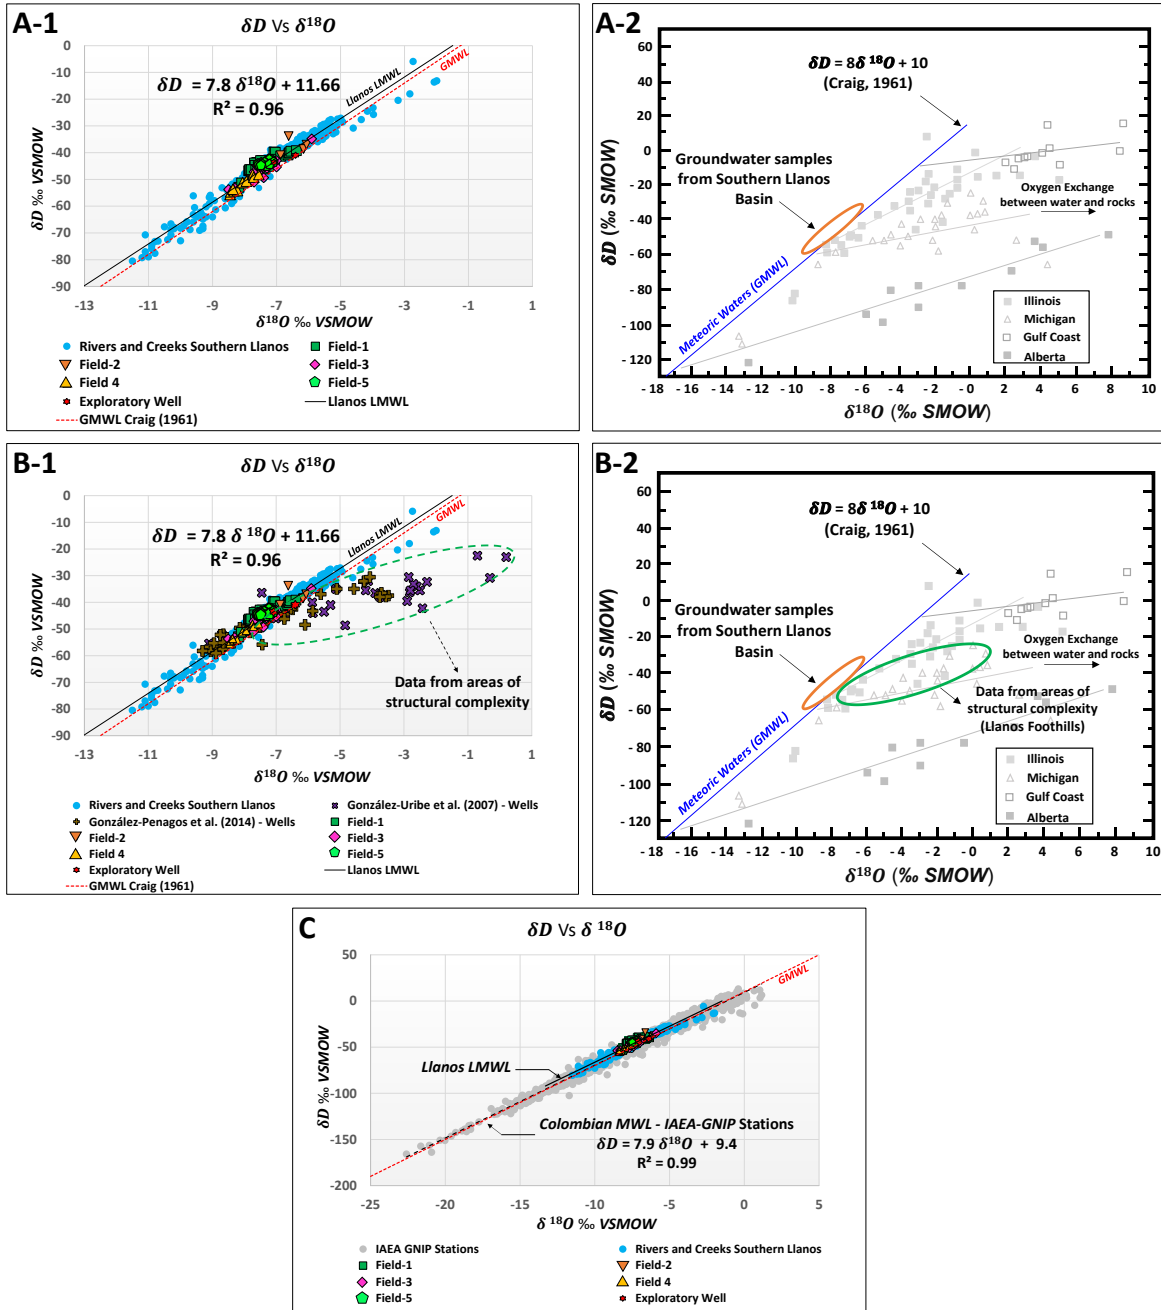 A-1
δD Vs δ¹⁸O
0
-10
-20
-30
-40
-50
-60
-70
-80
-90
δD ‰ VSMOW
δD = 7.8 δ¹⁸O + 11.66
R² = 0.96
Llanos LMWL
GMWL
-13
-11
-9
-7
-5
-3
-1
1
δ¹⁸O ‰ VSMOW
Rivers and Creeks Southern Llanos
Field-1
Field-2
Field-3
Field 4
Field-5
Exploratory Well
Llanos LMWL
GMWL Craig (1961)
A-2
60
40
20
0
- 20
- 40
- 60
- 80
- 100
- 120
δD (‰ SMOW)
δD = 8δ¹⁸O + 10
(Craig, 1961)
Groundwater samples
from Southern Llanos
Basin
Oxygen Exchange
between water and rocks
Meteoric Waters (GMWL)
Illinois
Michigan
Gulf Coast
Alberta
- 18
- 16
- 14
- 12
- 10
- 8
- 6
- 4
- 2
- 0
2
4
6
8
10
δ¹⁸O (‰ SMOW)
B-1
δD Vs δ¹⁸O
0
-10
-20
-30
-40
-50
-60
-70
-80
-90
δD ‰ VSMOW
δD = 7.8 δ¹⁸O + 11.66
R² = 0.96
Llanos LMWL
GMWL
Data from areas of
structural complexity
-13
-11
-9
-7
-5
-3
-1
1
δ¹⁸O ‰ VSMOW
Rivers and Creeks Southern Llanos
González-Uribe et al. (2007) - Wells
González-Penagos et al. (2014) - Wells
Field-1
Field-2
Field-3
Field 4
Field-5
Exploratory Well
Llanos LMWL
GMWL Craig (1961)
B-2
60
40
20
0
- 20
- 40
- 60
- 80
- 100
- 120
δD (‰ SMOW)
δD = 8δ¹⁸O + 10
(Craig, 1961)
Groundwater samples
from Southern Llanos
Basin
Oxygen Exchange
between water and rocks
Data from areas of
structural complexity
(Llanos Foothills)
Meteoric Waters (GMWL)
Illinois
Michigan
Gulf Coast
Alberta
- 18
- 16
- 14
- 12
- 10
- 8
- 6
- 4
- 2
- 0
2
4
6
8
10
δ¹⁸O (‰ SMOW)
C
δD Vs δ¹⁸O
50
0
-50
-100
-150
-200
δD ‰ VSMOW
GMWL
Llanos LMWL
Colombian MWL - IAEA-GNIP Stations
δD = 7.9 δ¹⁸O + 9.4
R² = 0.99
-25
-20
-15
-10
-5
0
5
δ¹⁸O ‰ VSMOW
IAEA GNIP Stations
Rivers and Creeks Southern Llanos
Field-1
Field-2
Field-3
Field 4
Field-5
Exploratory Well